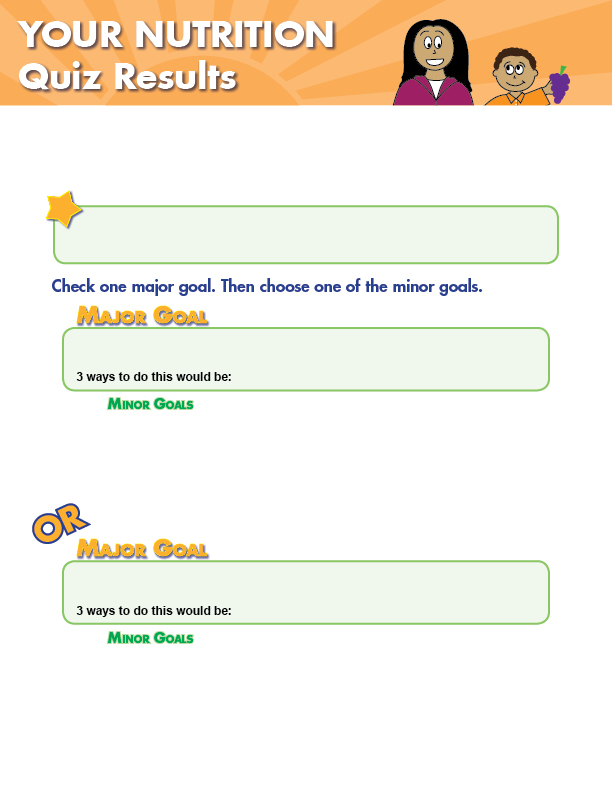 YOUR NUTRITION
Quiz Results
Check one major goal. Then choose one of the minor goals.
Major Goal
3 ways to do this would be:
Minor Goals
OR
Major Goal
3 ways to do this would be:
Minor Goals